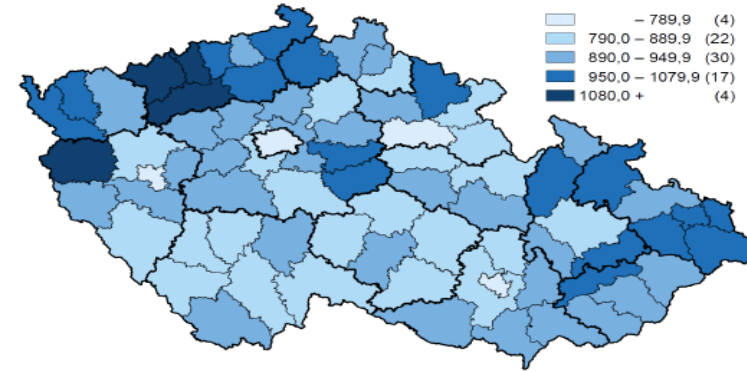 – 789,9 (4)
790,0 – 889,9 (22)
890,0 – 949,9 (30)
950,0 – 1079,9 (17)
1080,0 + (4)